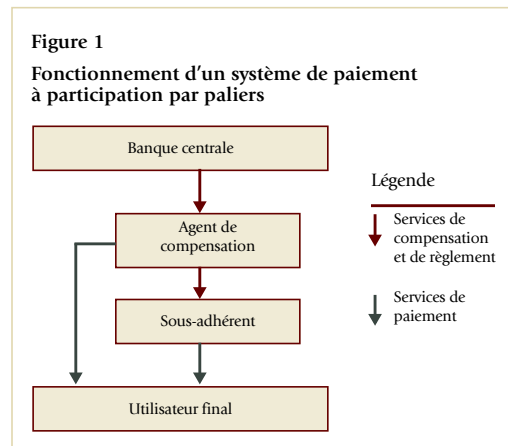 Figure 1
Fonctionnement d'un système de paiement
à participation par paliers
Banque centrale
Agent de
compensation
Sous-adhérent
Utilisateur final
Légende
Services de
compensation
et de règlement
Services de
paiement